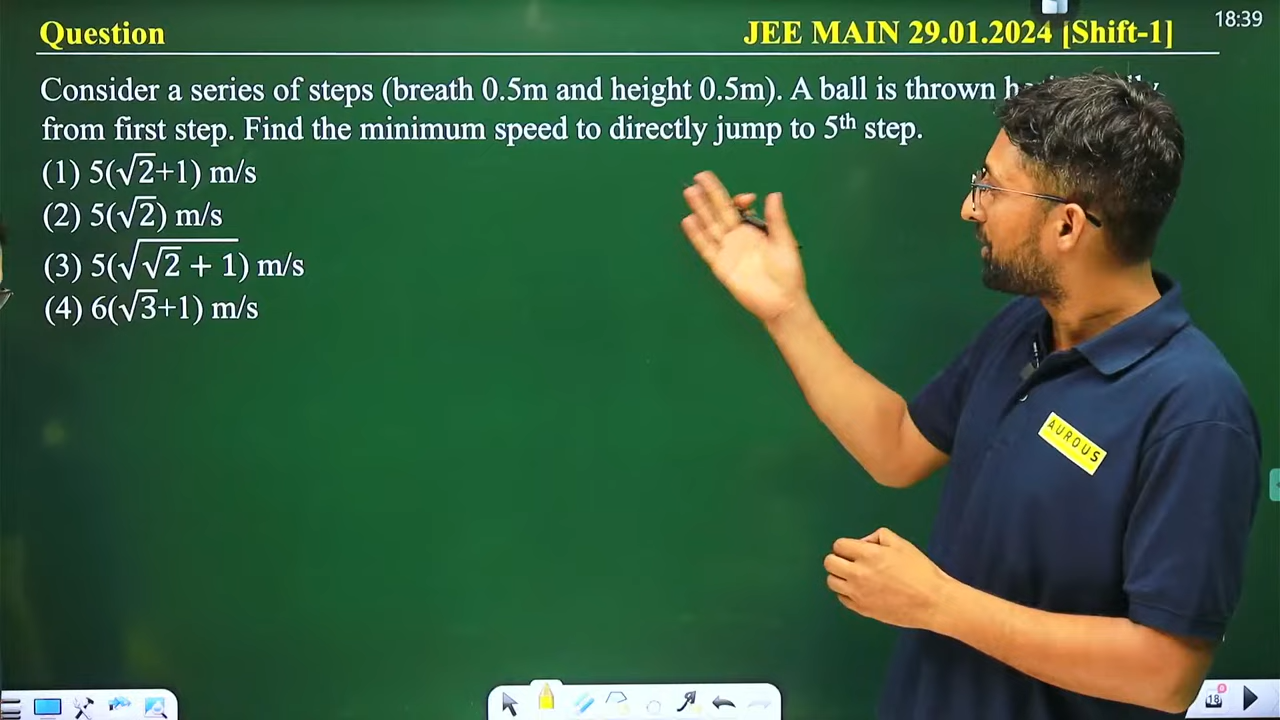 Question
JEE MAIN 29.01.2024 [Shift-1]
18:39
Consider a series of steps (breath 0.5m and height 0.5m). A ball is thrown
from first step. Find the minimum speed to directly jump to 5th step.
(1) 5(√2+1) m/s
(2) 5(√2) m/s
(3) 5(√(√2 + 1)) m/s
(4) 6(√3+1) m/s
AUROUS
18